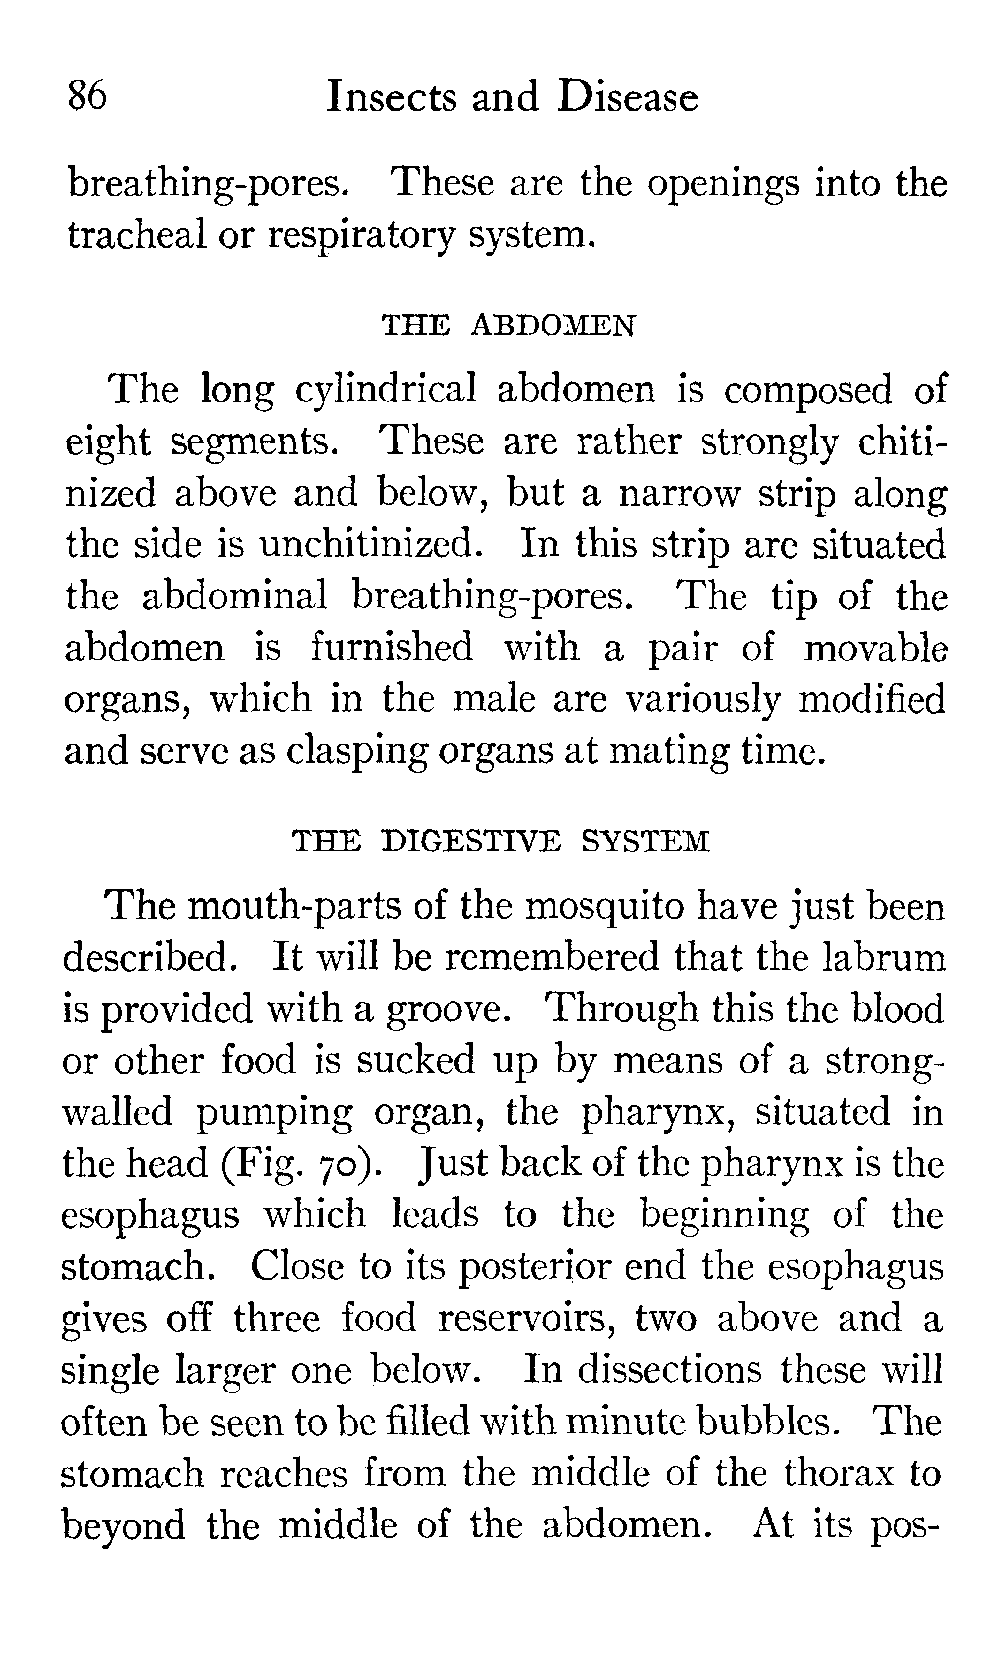 86 Insects and Disease
breathing-pores. These are the openings into the
tracheal or respiratory system.
THE ABDOMEN
The long cylindrical abdomen is composed of
eight segments. These are rather strongly chiti-
nized above and below, but a narrow strip along
the side is unchitinized. In this strip are situated
the abdominal breathing-pores. The tip of the
abdomen is furnished with a pair of movable
organs, which in the male are variously modified
and serve as clasping organs at mating time.
THE DIGESTIVE SYSTEM
The mouth-parts of the mosquito have just been
described. It will be remembered that the labrum
is provided with a groove. Through this the blood
or other food is sucked up by means of a strong-
walled pumping organ, the pharynx, situated in
the head (Fig. 70). Just back of the pharynx is the
esophagus which leads to the beginning of the
stomach. Close to its posterior end the esophagus
gives off three food reservoirs, two above and a
single larger one below. In dissections these will
often be seen to be filled with minute bubbles. The
stomach reaches from the middle of the thorax to
beyond the middle of the abdomen. At its pos-